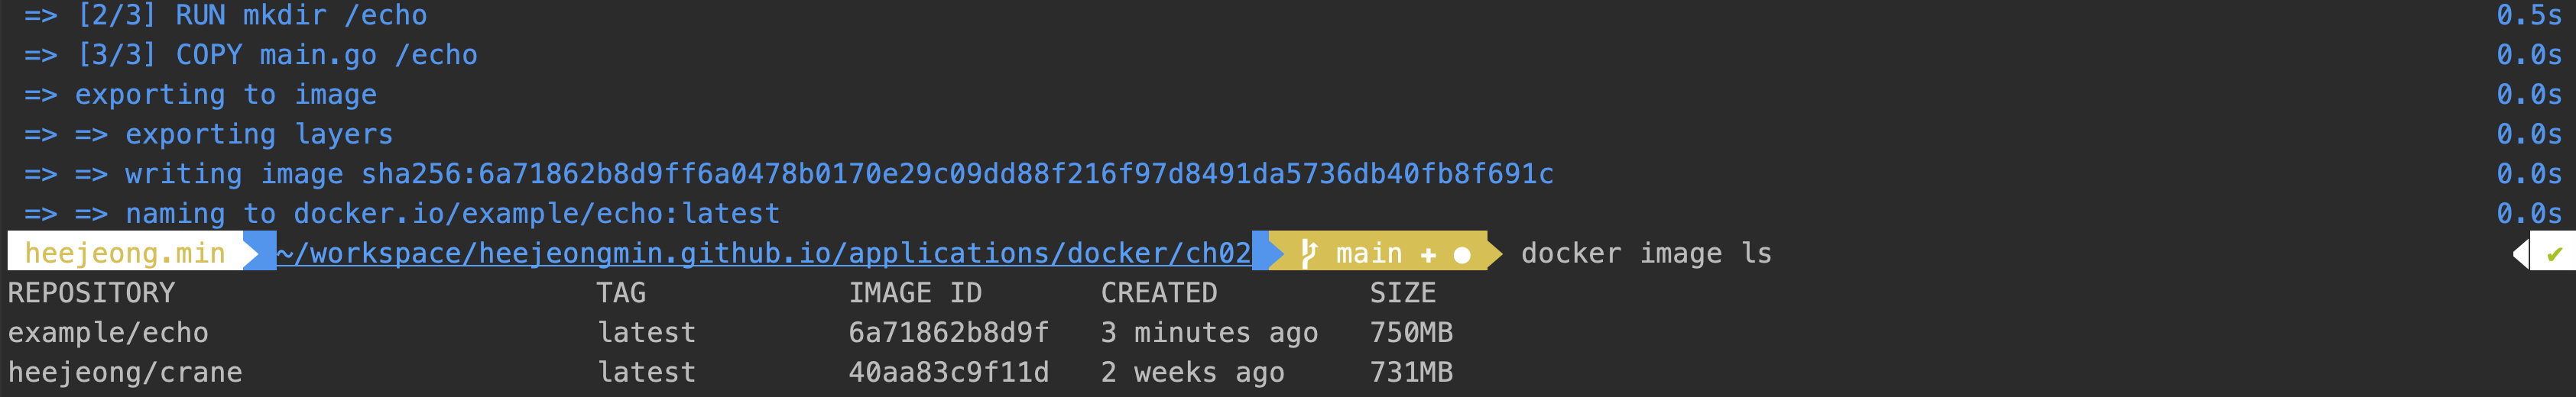 => [2/3] RUN mkdir /echo 0.5s
=> [3/3] COPY main.go /echo 0.0s
=> exporting to image 0.0s
=> => exporting layers 0.0s
=> => writing image sha256:6a71862b8d9ff6a0478b0170e29c09dd88f216f97d8491da5736db40fb8f691c 0.0s
=> => naming to docker.io/example/echo:latest 0.0s
heejeong.min ~/workspace/heejeongmin.github.io/applications/docker/ch02 main + ● docker image ls ✔
REPOSITORY TAG IMAGE ID CREATED SIZE
example/echo latest 6a71862b8d9f 3 minutes ago 750MB
heejeong/crane latest 40aa83c9f11d 2 weeks ago 731MB